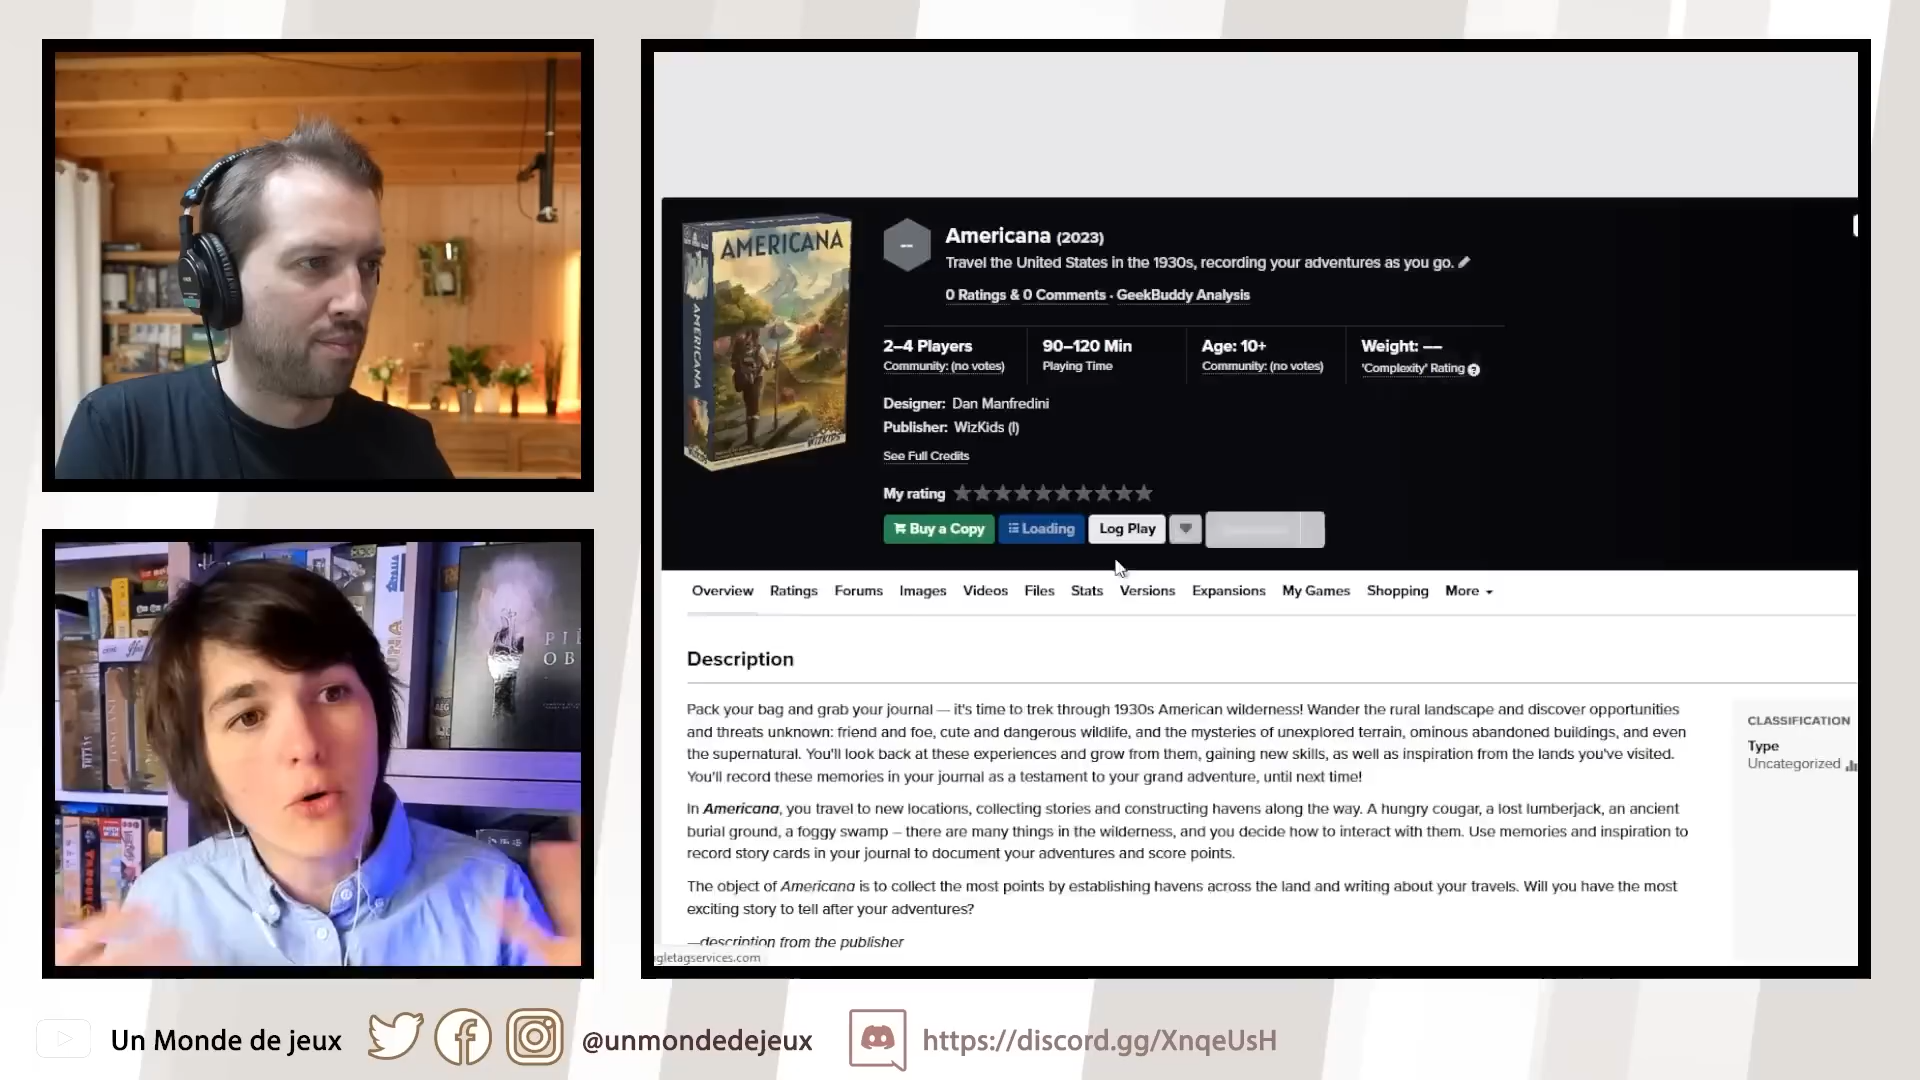 AMERICANA
AMERICANA
WIZKIDS
--
Americana (2023)
Travel the United States in the 1930s, recording your adventures as you go.
0 Ratings & 0 Comments · GeekBuddy Analysis
2–4 Players
Community: (no votes)
90–120 Min
Playing Time
Age: 10+
Community: (no votes)
Weight: —–
'Complexity' Rating
Designer: Dan Manfredini
Publisher: WizKids (I)
See Full Credits
My rating
Buy a Copy
Loading
Log Play
Overview Ratings Forums Images Videos Files Stats Versions Expansions My Games Shopping More
Description
Pack your bag and grab your journal — it's time to trek through 1930s American wilderness! Wander the rural landscape and discover opportunities
and threats unknown: friend and foe, cute and dangerous wildlife, and the mysteries of unexplored terrain, ominous abandoned buildings, and even
the supernatural. You'll look back at these experiences and grow from them, gaining new skills, as well as inspiration from the lands you've visited.
You'll record these memories in your journal as a testament to your grand adventure, until next time!
In Americana, you travel to new locations, collecting stories and constructing havens along the way. A hungry cougar, a lost lumberjack, an ancient
burial ground, a foggy swamp – there are many things in the wilderness, and you decide how to interact with them. Use memories and inspiration to
record story cards in your journal to document your adventures and score points.
The object of Americana is to collect the most points by establishing havens across the land and writing about your travels. Will you have the most
exciting story to tell after your adventures?
—description from the publisher
gletagservices.com
CLASSIFICATION
Type
Uncategorized
PI
OB
AEG
Un Monde de jeux
@unmondedejeux
https://discord.gg/XnqeUsH